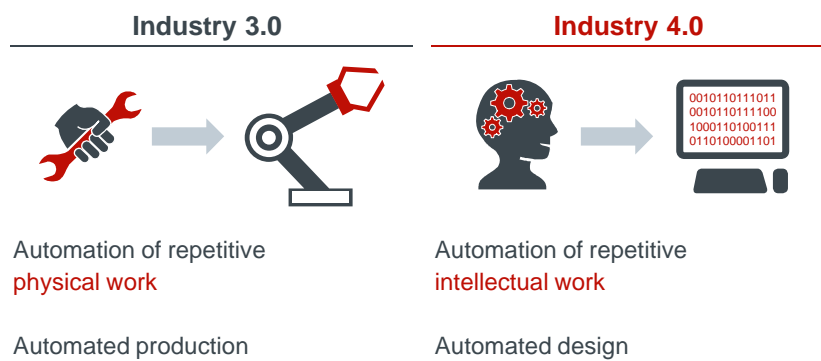 Industry 3.0
Industry 4.0
0010110111011
0010110111100
1000110100111
0110100001101
Automation of repetitive
physical work
Automated production
Automation of repetitive
intellectual work
Automated design